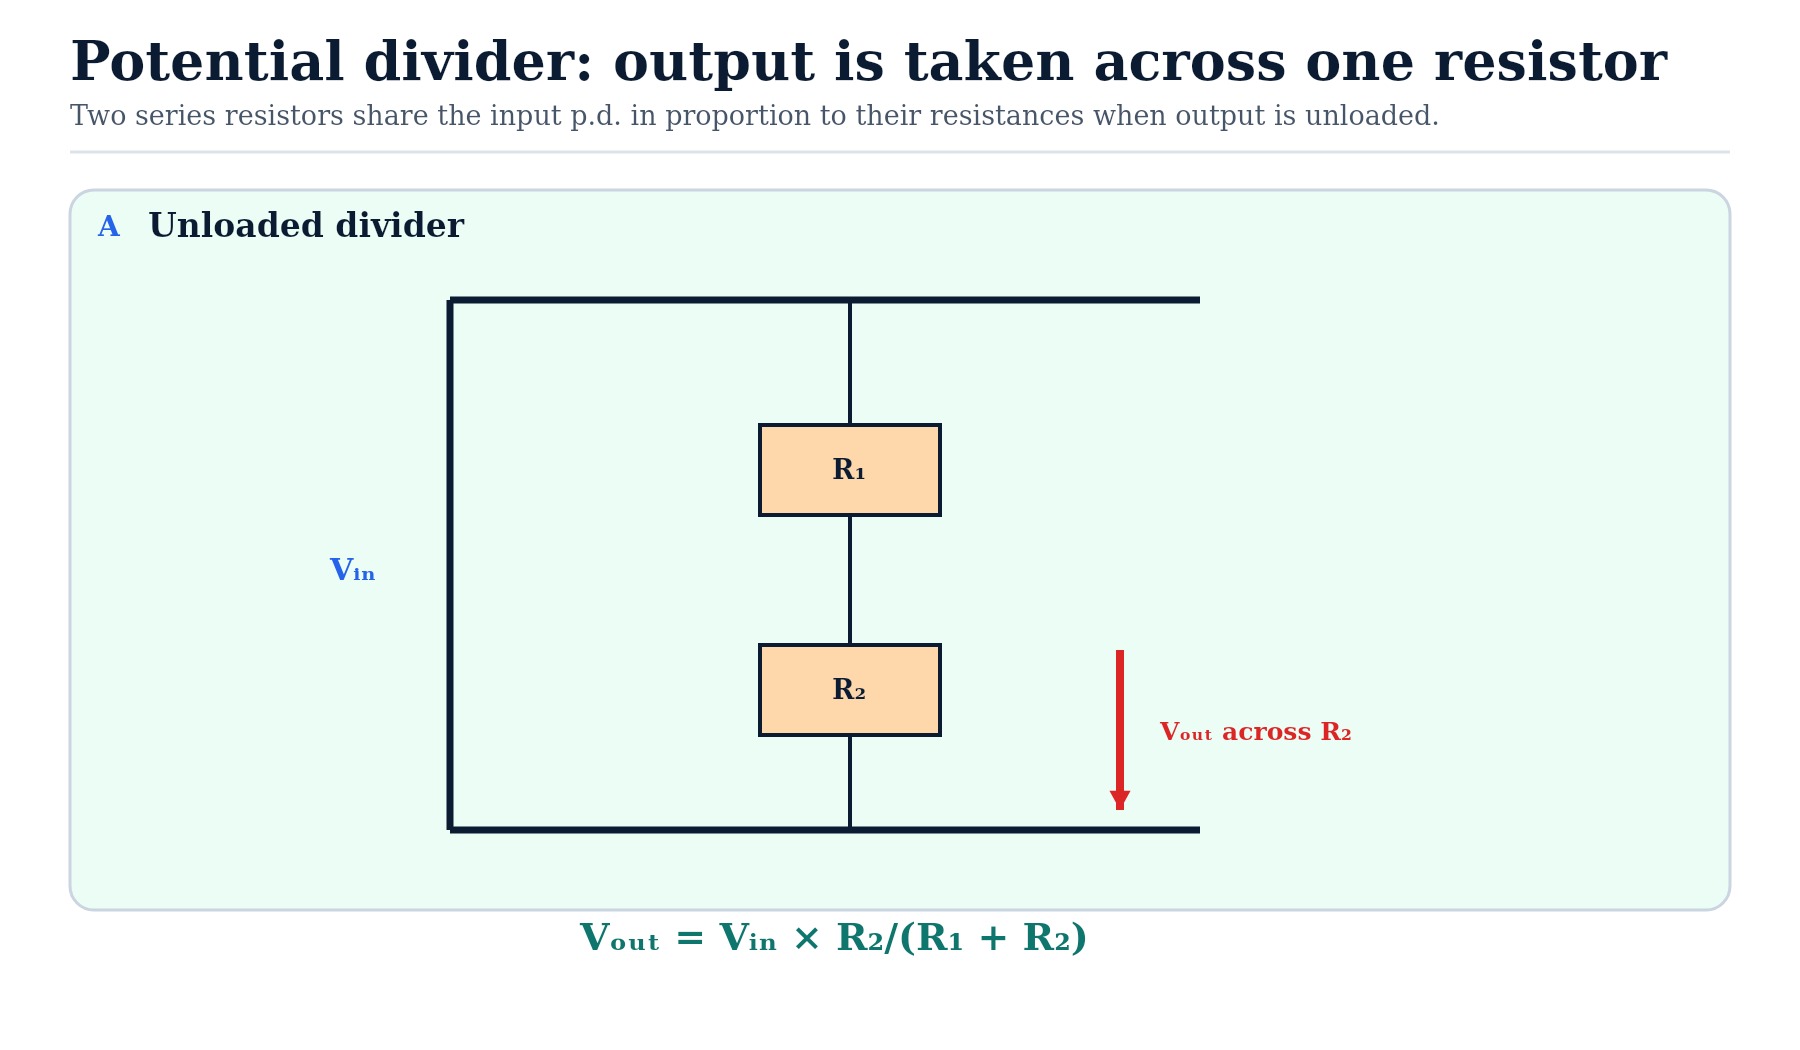 Potential divider: output is taken across one resistor
Two series resistors share the input p.d. in proportion to their resistances when output is unloaded.
A Unloaded divider
R₁
Vᵢₙ
R₂
Vₒᵤₜ across R₂
Vₒᵤₜ = Vᵢₙ × R₂/(R₁ + R₂)